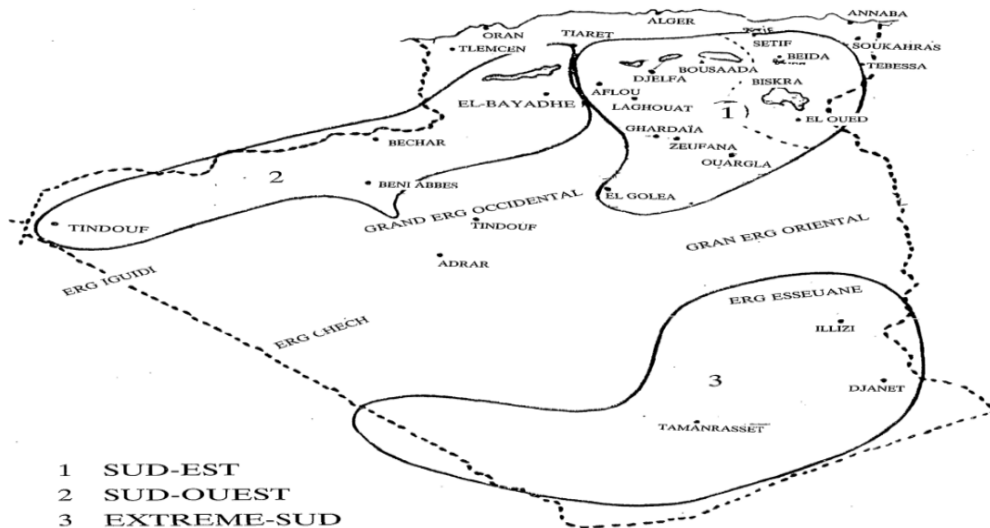 ALGER
ANNABA
ORAN
TIARET
TLEMCEN
SETIF
SOUKAHRAS
BEIDA
TEBESSA
BOUSAADA
DJELFA
BISKRA
AFLOU
EL-BAYADHE
LAGHOUAT
1
EL OUED
GHARDAÏA
BECHAR
ZEUFANA
OUARGLA
2
BENI ABBES
EL GOLEA
GRAND ERG OCCIDENTAL
TINDOUF
TINDOUF
GRAN ERG ORIENTAL
ADRAR
ERG IGUIDI
ERG ESSEUANE
ERG CHECH
ILLIZI
3
DJANET
TAMANRASSET
1 SUD-EST
2 SUD-OUEST
3 EXTREME-SUD